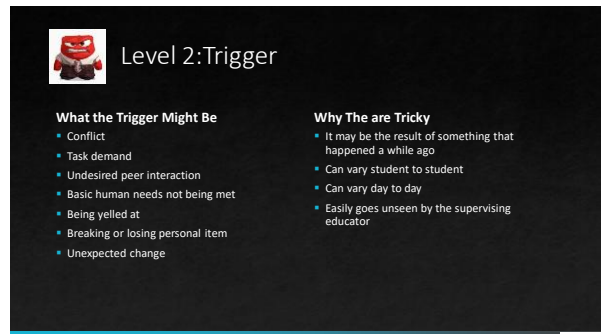 Level 2:Trigger
What the Trigger Might Be
Conflict
Task demand
Undesired peer interaction
Basic human needs not being met
Being yelled at
Breaking or losing personal item
Unexpected change
Why The are Tricky
It may be the result of something that
happened a while ago
Can vary student to student
Can vary day to day
Easily goes unseen by the supervising
educator